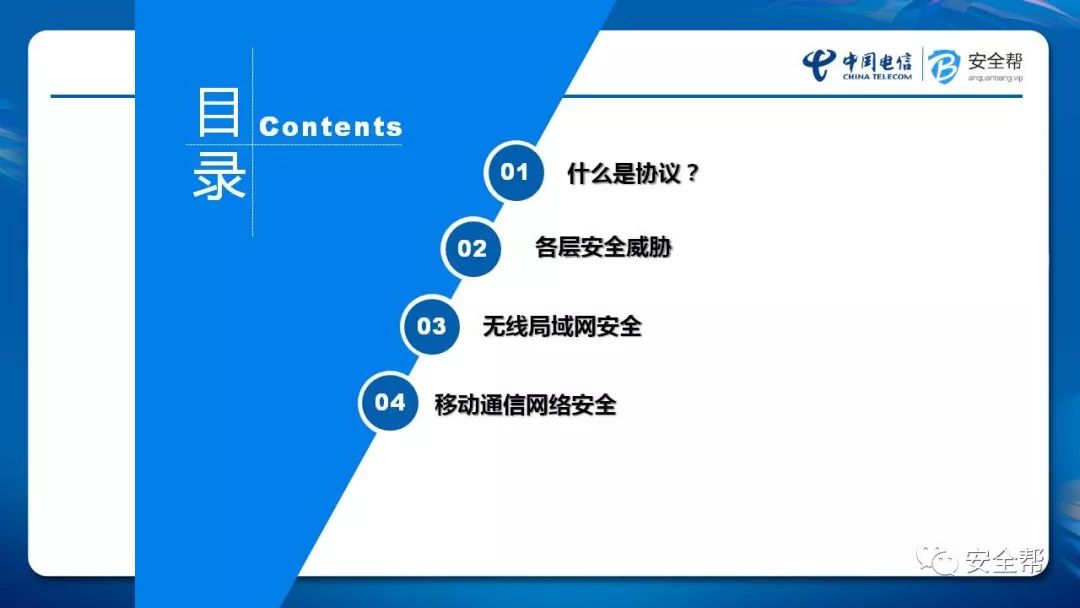 目录
Contents
中国电信
CHINA TELECOM
安全帮
anquanbang.vip
01 什么是协议？
02 各层安全威胁
03 无线局域网安全
04 移动通信网络安全
安全帮